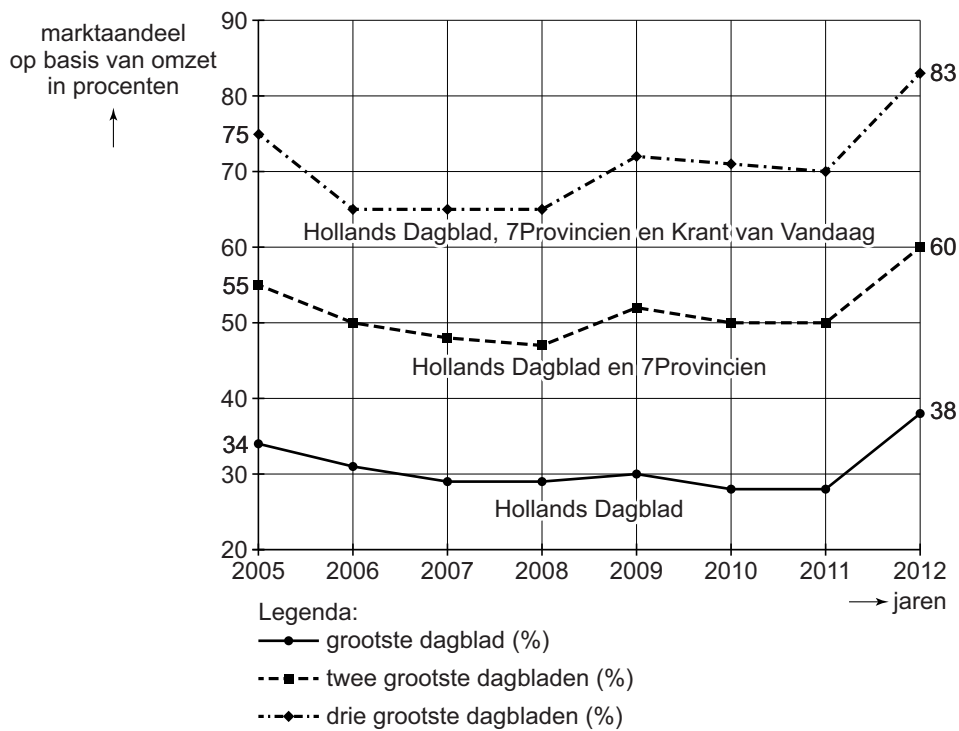 marktaandeel
op basis van omzet
in procenten
90
80
75
70
60
55
50
40
34
30
20
83
60
38
Hollands Dagblad, 7Provincien en Krant van Vandaag
Hollands Dagblad en 7Provincien
Hollands Dagblad
2005 2006 2007 2008 2009 2010 2011 2012
jaren
Legenda:
grootste dagblad (%)
twee grootste dagbladen (%)
drie grootste dagbladen (%)